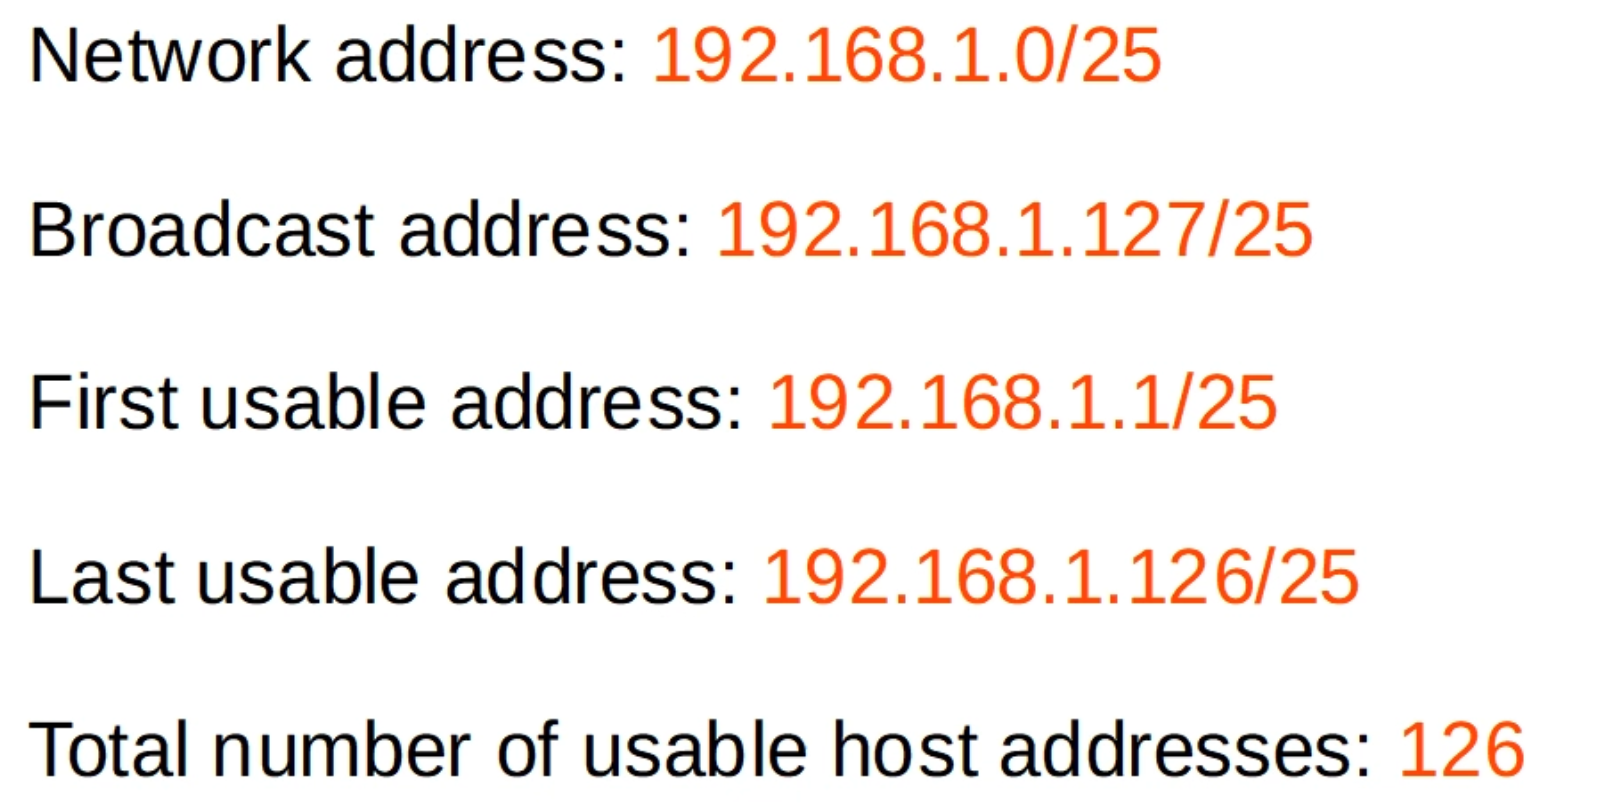 Network address: 192.168.1.0/25
Broadcast address: 192.168.1.127/25
First usable address: 192.168.1.1/25
Last usable address: 192.168.1.126/25
Total number of usable host addresses: 126